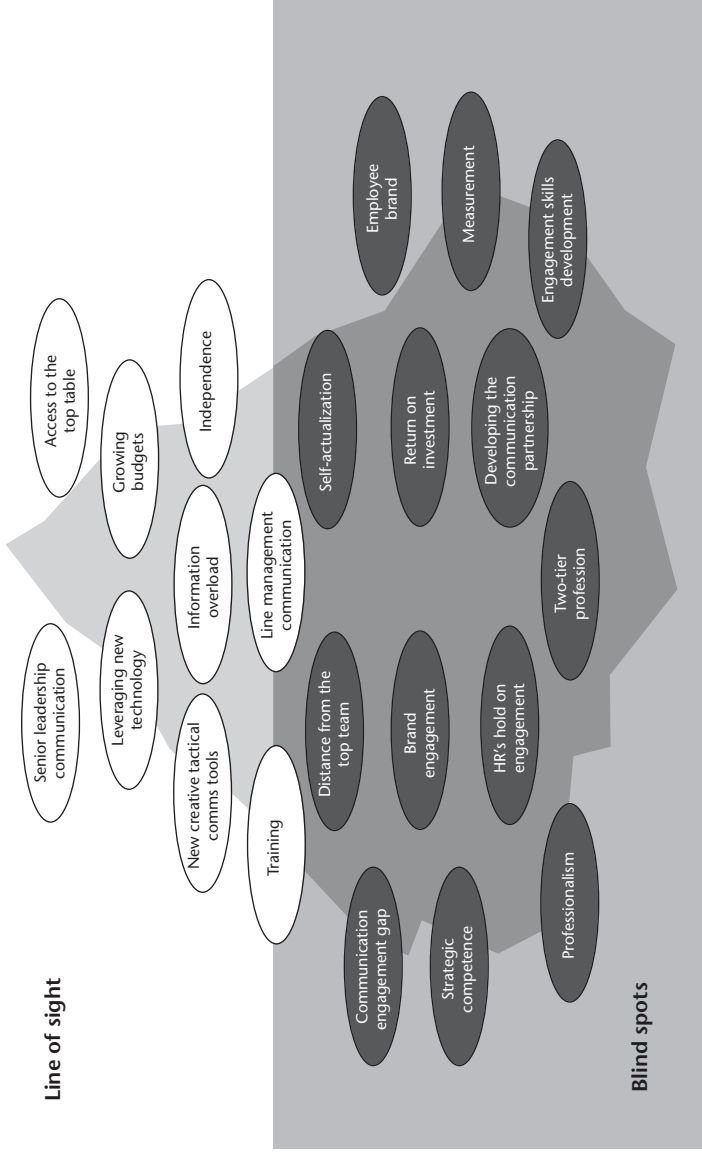 Line of sight
Senior leadership
communication
Access to the
top table
Leveraging new
technology
Growing
budgets
New creative tactical
comms tools
Information
overload
Independence
Training
Line management
communication
Distance from the
top team
Self-actualization
Communication
engagement gap
Employee
brand
Brand
engagement
Return on
investment
Strategic
competence
Measurement
HR's hold on
engagement
Developing the
communication
partnership
Engagement skills
development
Professionalism
Two-tier
profession
Blind spots